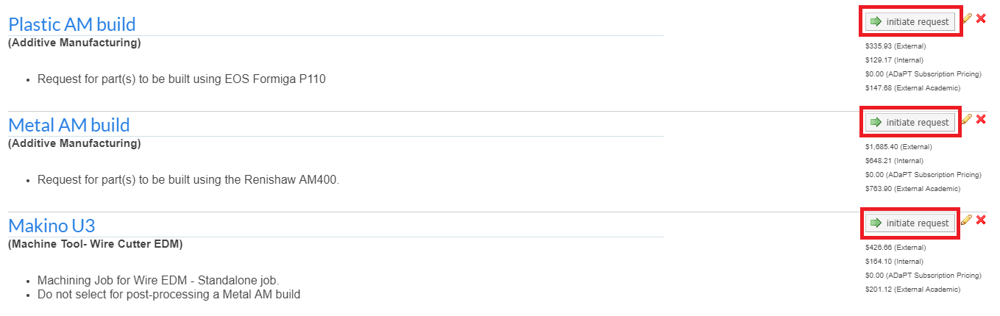 Plastic AM build
initiate request
(Additive Manufacturing)
$335.93 (External)
$129.17 (Internal)
Request for part(s) to be built using EOS Formiga P110
$0.00 (ADaPT Subscription Pricing)
$147.68 (External Academic)
Metal AM build
initiate request
(Additive Manufacturing)
$1,685.40 (External)
$648.21 (Internal)
Request for part(s) to be built using the Renishaw AM400.
$0.00 (ADaPT Subscription Pricing)
$763.90 (External Academic)
Makino U3
initiate request
(Machine Tool- Wire Cutter EDM)
$426.66 (External)
$164.10 (Internal)
Machining Job for Wire EDM - Standalone job.
$0.00 (ADaPT Subscription Pricing)
Do not select for post-processing a Metal AM build
$201.12 (External Academic)